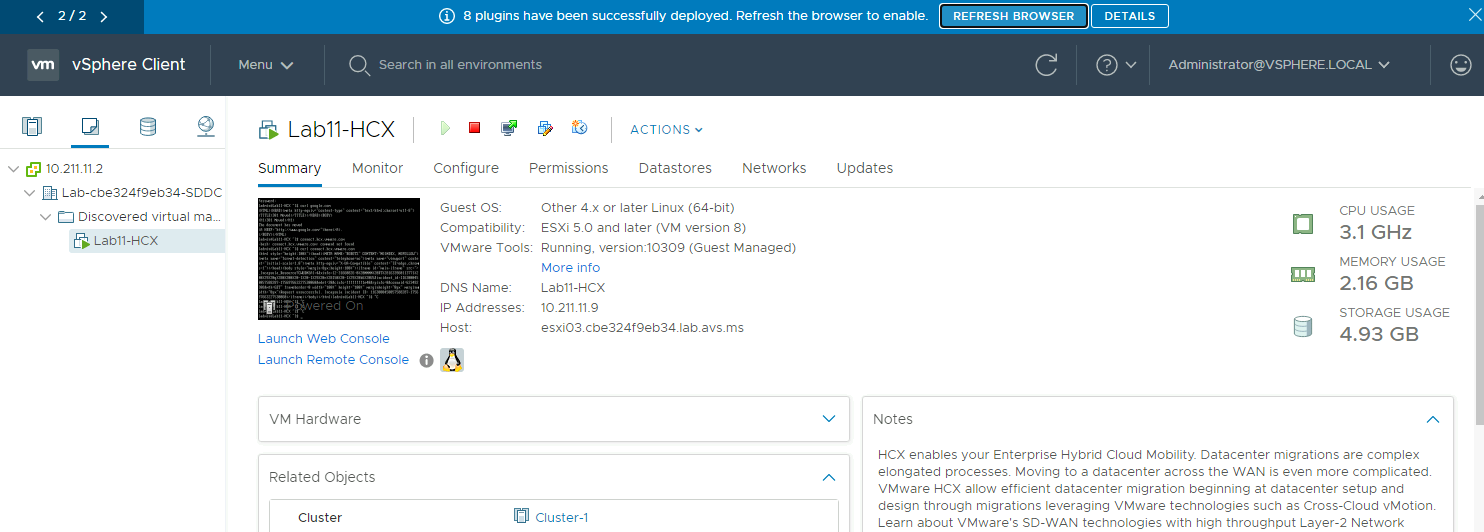 2 / 2
8 plugins have been successfully deployed. Refresh the browser to enable.
REFRESH BROWSER
DETAILS
vm
vSphere Client
Menu
Search in all environments
Administrator@VSPHERE.LOCAL
10.211.11.2
Lab-cbe324f9eb34-SDDC
Discovered virtual ma...
Lab11-HCX
Lab11-HCX
ACTIONS
Summary
Monitor
Configure
Permissions
Datastores
Networks
Updates
Powered On
Launch Web Console
Launch Remote Console
Guest OS: Other 4.x or later Linux (64-bit)
Compatibility: ESXi 5.0 and later (VM version 8)
VMware Tools: Running, version:10309 (Guest Managed)
More info
DNS Name: Lab11-HCX
IP Addresses: 10.211.11.9
Host: esxi03.cbe324f9eb34.lab.avs.ms
CPU USAGE
3.1 GHz
MEMORY USAGE
2.16 GB
STORAGE USAGE
4.93 GB
VM Hardware
Related Objects
Cluster
Cluster-1
Notes
HCX enables your Enterprise Hybrid Cloud Mobility. Datacenter migrations are complex
elongated processes. Moving to a datacenter across the WAN is even more complicated.
VMware HCX allow efficient datacenter migration beginning at datacenter setup and
design through migrations leveraging VMware technologies such as Cross-Cloud vMotion.
Learn about VMware's SD-WAN technologies with high throughput Layer-2 Network